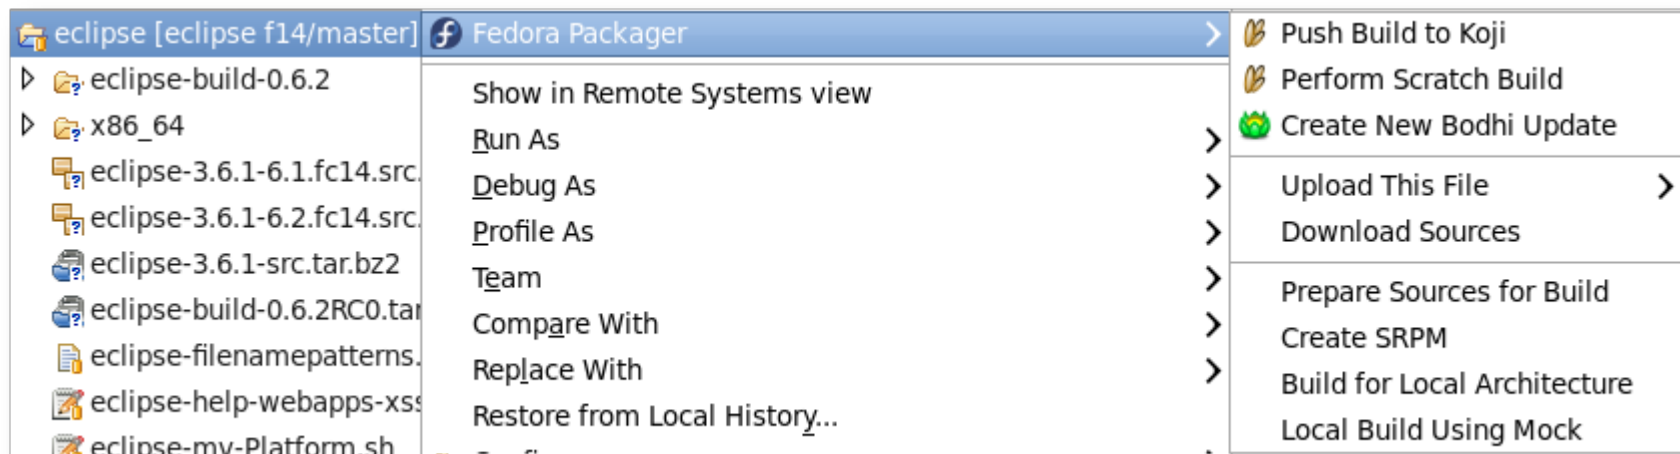 eclipse [eclipse f14/master]
eclipse-build-0.6.2
x86_64
eclipse-3.6.1-6.1.fc14.src.
eclipse-3.6.1-6.2.fc14.src.
eclipse-3.6.1-src.tar.bz2
eclipse-build-0.6.2RC0.tar
eclipse-filenamepatterns.
eclipse-help-webapps-xss
eclipse-mv-Platform.sh
Fedora Packager
Show in Remote Systems view
Run As
Debug As
Profile As
Team
Compare With
Replace With
Restore from Local History...
Push Build to Koji
Perform Scratch Build
Create New Bodhi Update
Upload This File
Download Sources
Prepare Sources for Build
Create SRPM
Build for Local Architecture
Local Build Using Mock